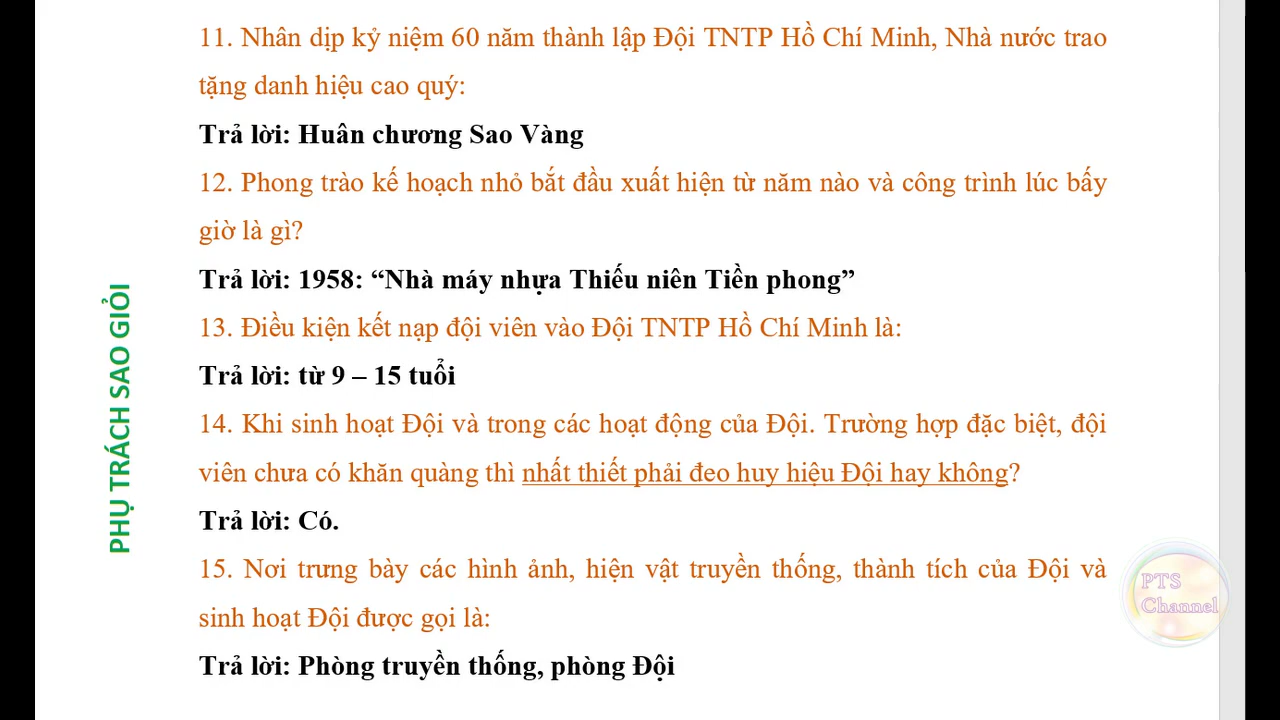 11. Nhân dịp kỷ niệm 60 năm thành lập Đội TNTP Hồ Chí Minh, Nhà nước trao
tặng danh hiệu cao quý:
Trả lời: Huân chương Sao Vàng
12. Phong trào kế hoạch nhỏ bắt đầu xuất hiện từ năm nào và công trình lúc bấy
giờ là gì?
Trả lời: 1958: “Nhà máy nhựa Thiếu niên Tiền phong”
13. Điều kiện kết nạp đội viên vào Đội TNTP Hồ Chí Minh là:
Trả lời: từ 9 – 15 tuổi
14. Khi sinh hoạt Đội và trong các hoạt động của Đội. Trường hợp đặc biệt, đội
viên chưa có khăn quàng thì nhất thiết phải đeo huy hiệu Đội hay không?
Trả lời: Có.
15. Nơi trưng bày các hình ảnh, hiện vật truyền thống, thành tích của Đội và
sinh hoạt Đội được gọi là:
Trả lời: Phòng truyền thống, phòng Đội
PHỤ TRÁCH SAO GIỎI
PTS
Channel